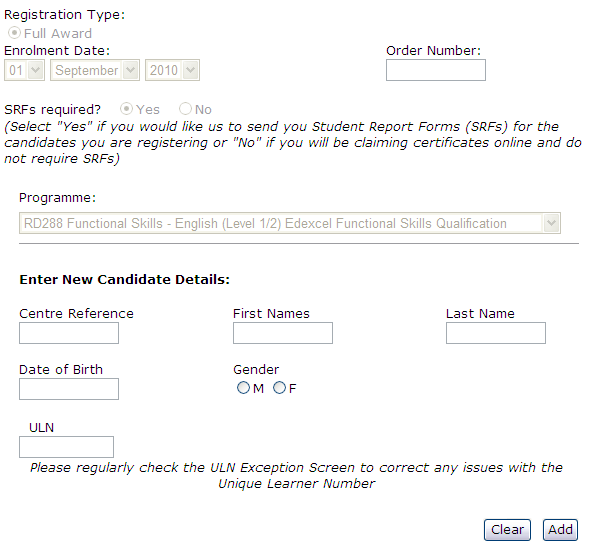 Registration Type:
Full Award
Enrolment Date: Order Number:
01 September 2010
SRFs required? Yes No
(Select "Yes" if you would like us to send you Student Report Forms (SRFs) for the
candidates you are registering or "No" if you will be claiming certificates online and do
not require SRFs)
Programme:
RD288 Functional Skills - English (Level 1/2) Edexcel Functional Skills Qualification
Enter New Candidate Details:
Centre Reference First Names Last Name
Date of Birth Gender
M F
ULN
Please regularly check the ULN Exception Screen to correct any issues with the
Unique Learner Number
Clear Add